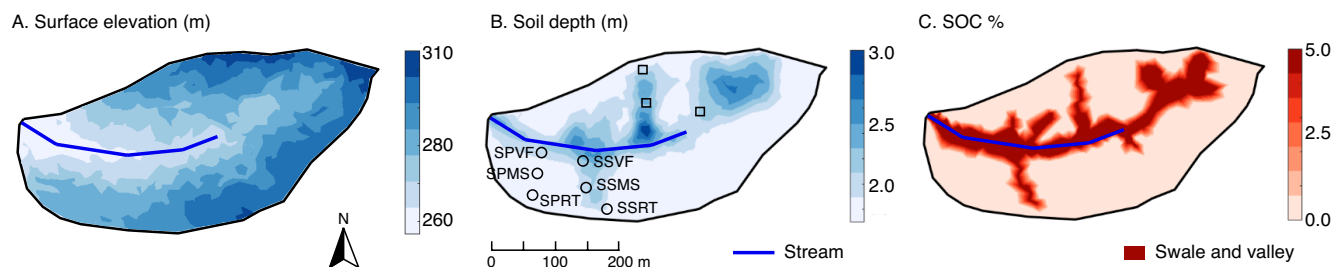 A. Surface elevation (m)
B. Soil depth (m)
C. SOC %
310
280
260
N
3.0
2.5
2.0
SPVF
SSVF
SPMS
SSMS
SPRT
SSRT
0 100 200 m
Stream
5.0
2.5
0.0
Swale and valley